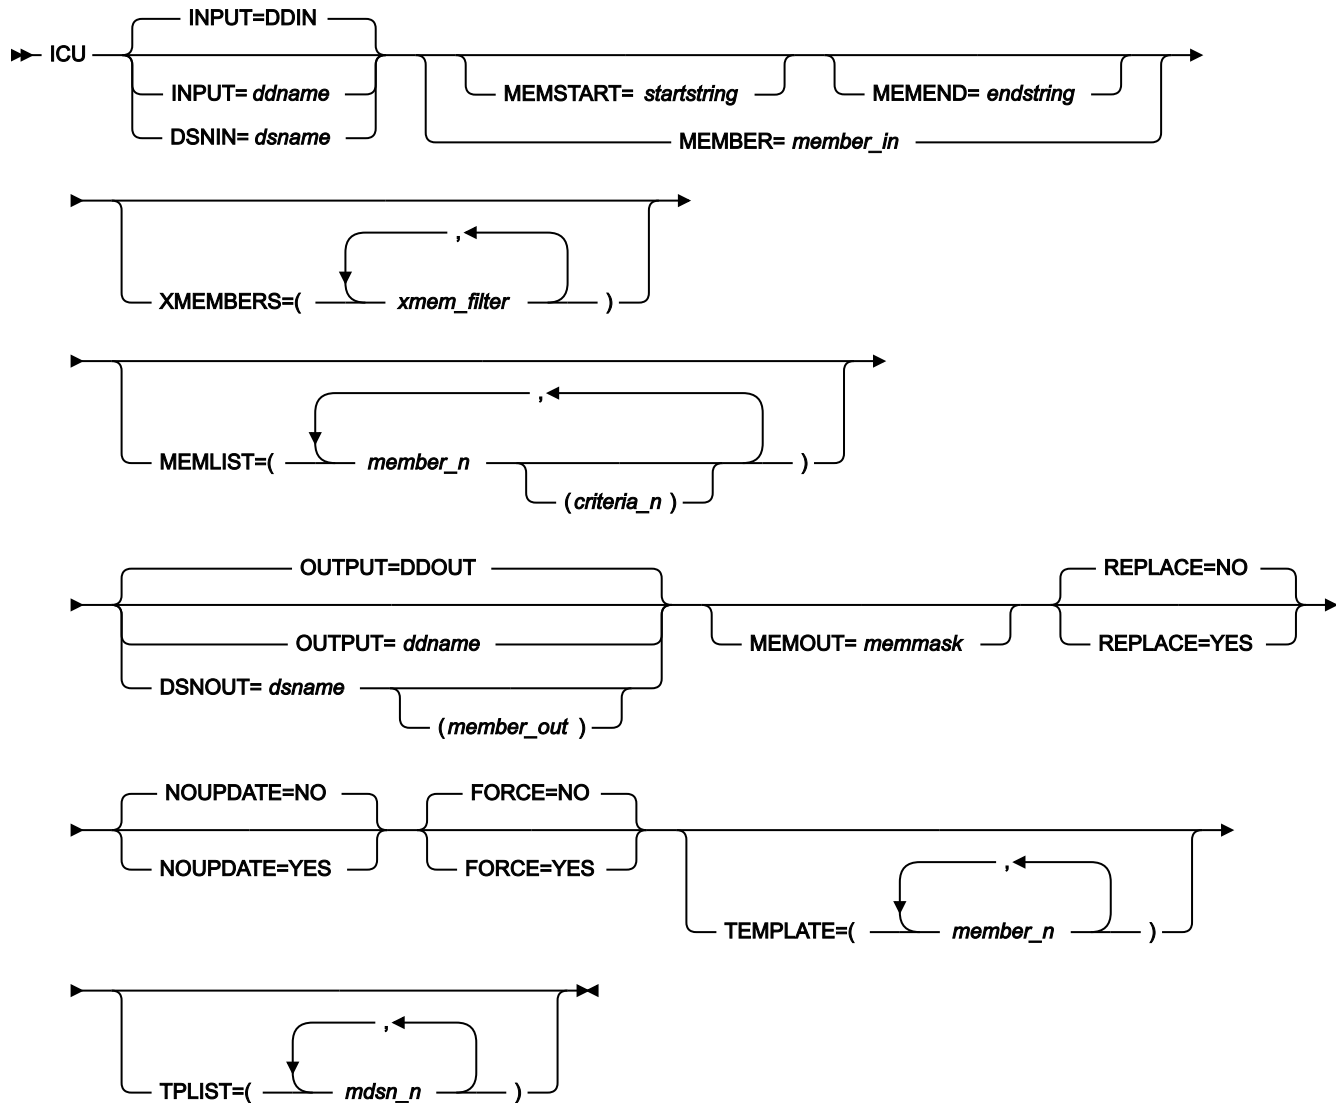 INPUT=DDIN
ICU
INPUT= ddname
MEMSTART= startstring
MEMEND= endstring
DSNIN= dsname
MEMBER= member_in
,
XMEMBERS=( xmem_filter )
,
MEMLIST=( member_n )
(criteria_n )
OUTPUT=DDOUT
REPLACE=NO
OUTPUT= ddname
MEMOUT= memmask
REPLACE=YES
DSNOUT= dsname
(member_out )
NOUPDATE=NO
FORCE=NO
NOUPDATE=YES
FORCE=YES
,
TEMPLATE=( member_n )
,
TPLIST=( mdsn_n )